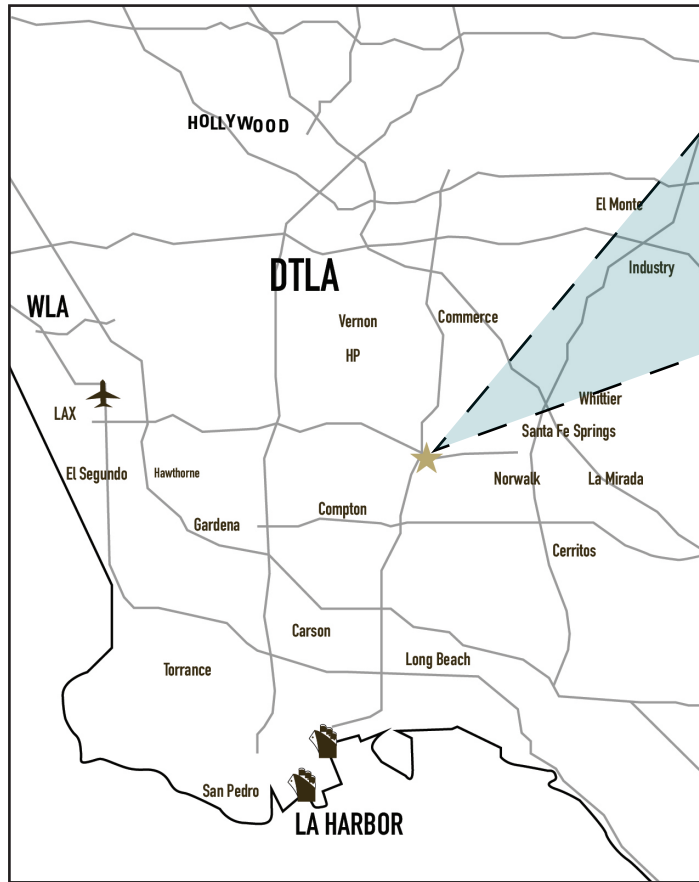 HOLLYWOOD
El Monte
Industry
DTLA
WLA
Vernon
Commerce
HP
LAX
Whittier
Santa Fe Springs
El Segundo
Hawthorne
Norwalk
La Mirada
Compton
Gardena
Cerritos
Carson
Long Beach
Torrance
San Pedro
LA HARBOR